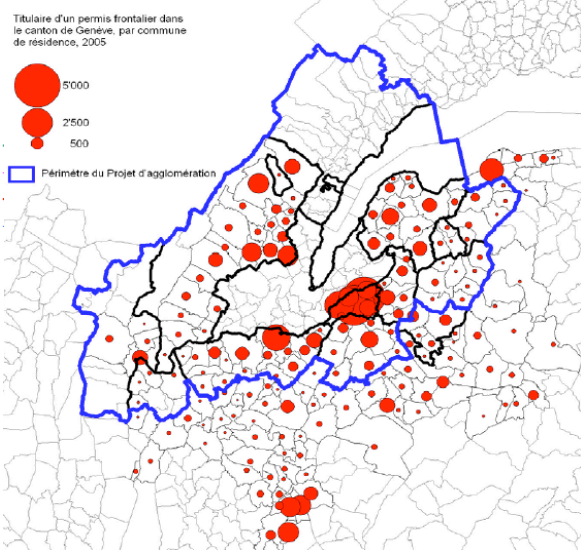 Titulaire d'un permis frontalier dans
le canton de Genève, par commune
de résidence, 2005
5'000
2'500
500
Périmètre du Projet d'agglomération